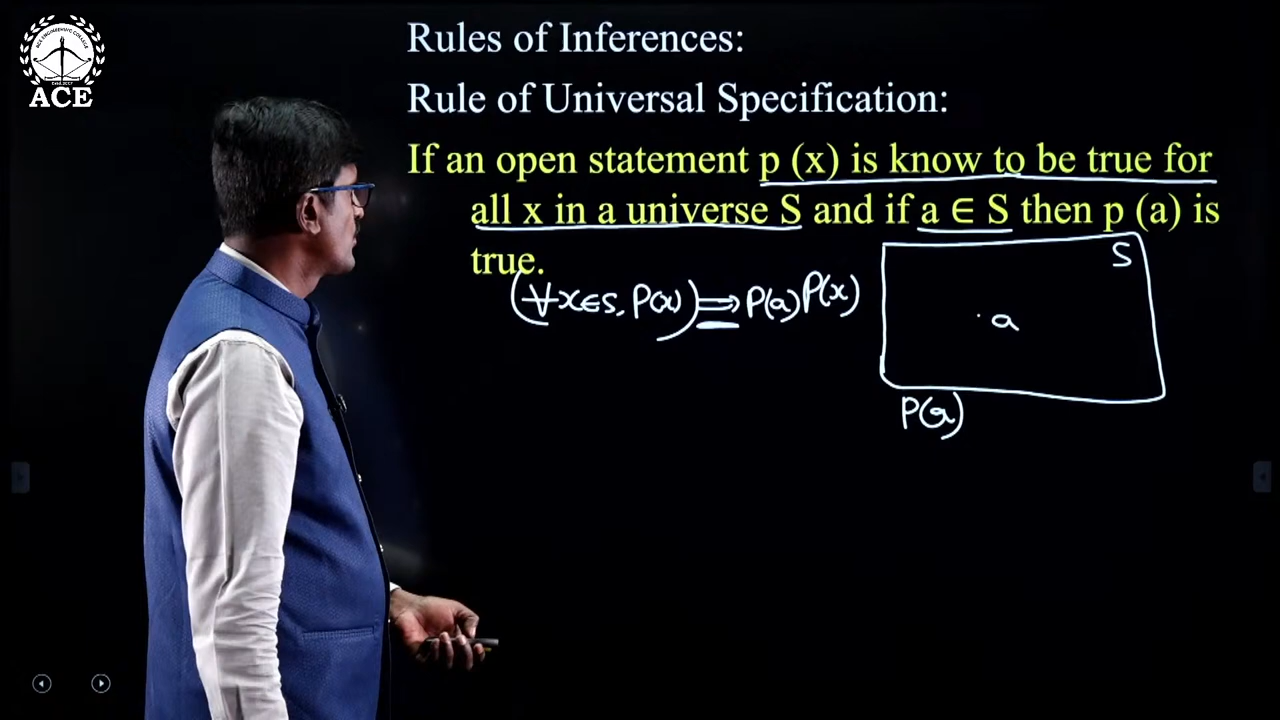 ACE
Rules of Inferences:
Rule of Universal Specification:
If an open statement p (x) is know to be true for
all x in a universe S and if a ∈ S then p (a) is
true.
S
(∀x∈S, P(x)) ⇒ P(a) P(x)
a
P(a)